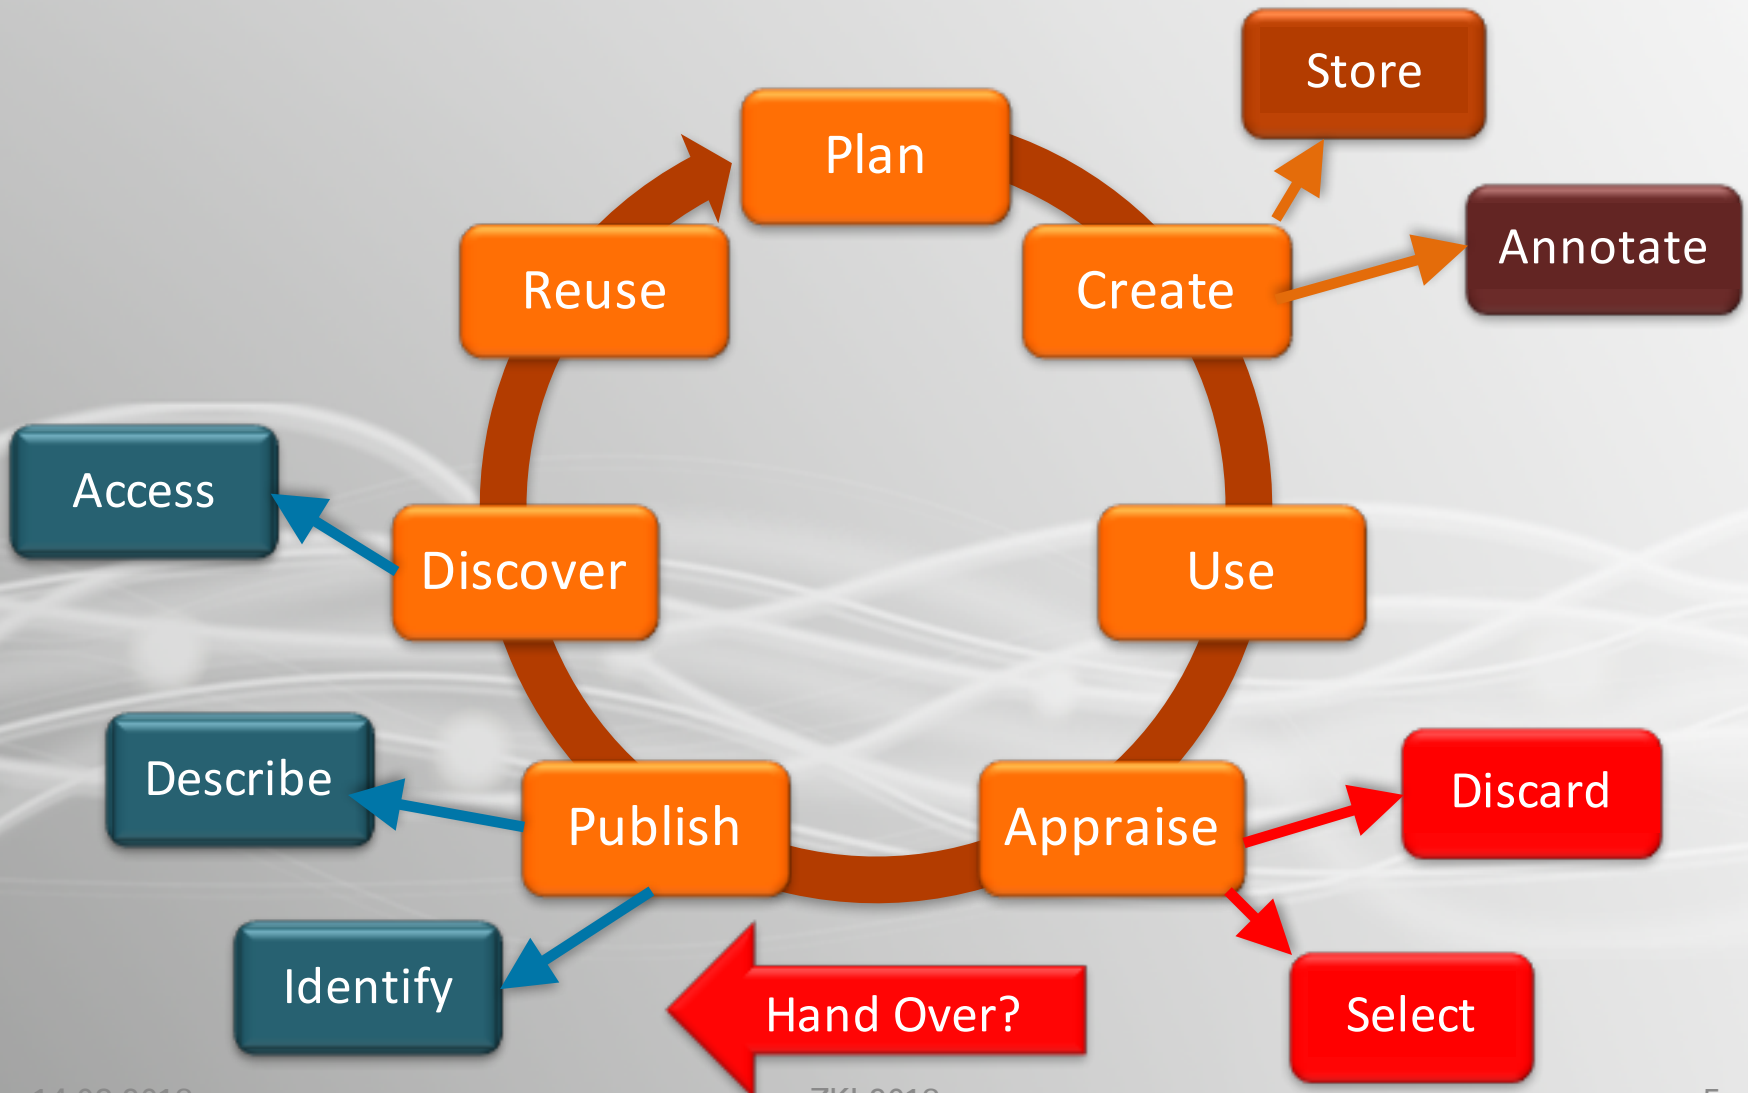 Store
Plan
Annotate
Reuse
Create
Access
Discover
Use
Describe
Discard
Publish
Appraise
Identify
Hand Over?
Select